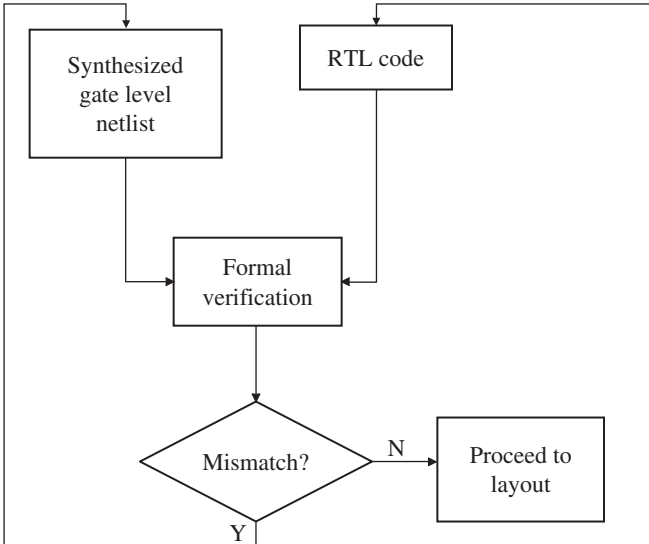 Synthesized
gate level
netlist
RTL code
Formal
verification
Mismatch?
N
Proceed to
layout
Y